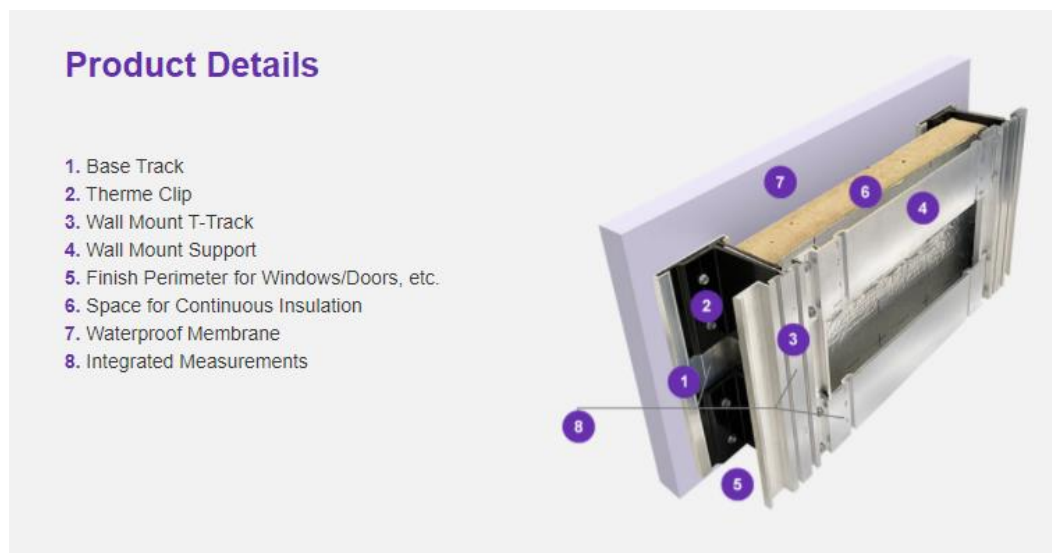 Product Details
1. Base Track
2. Therme Clip
3. Wall Mount T-Track
4. Wall Mount Support
5. Finish Perimeter for Windows/Doors, etc.
6. Space for Continuous Insulation
7. Waterproof Membrane
8. Integrated Measurements
7
6
4
2
3
1
8
5